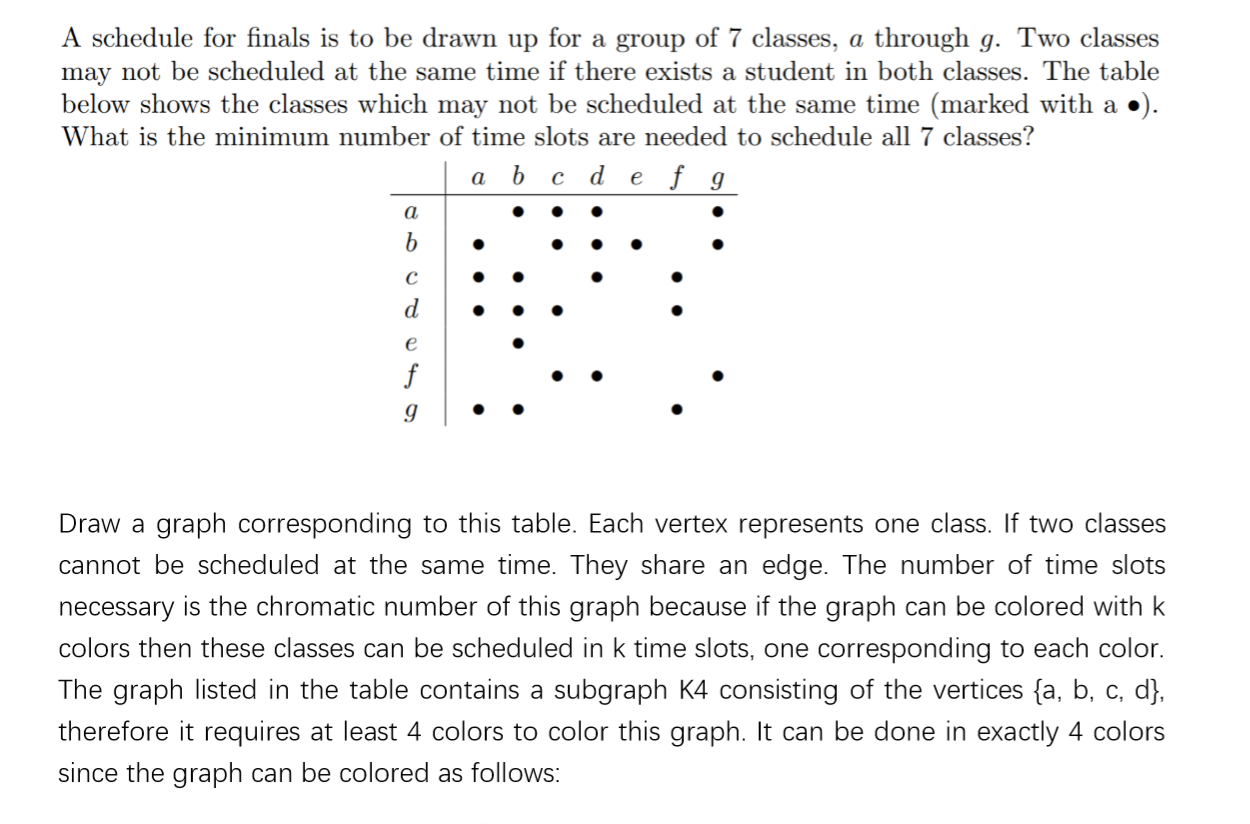 A schedule for finals is to be drawn up for a group of 7 classes, a through g. Two classes
may not be scheduled at the same time if there exists a student in both classes. The table
below shows the classes which may not be scheduled at the same time (marked with a •).
What is the minimum number of time slots are needed to schedule all 7 classes?
a b c d e f g
a • • • •
b • • • • •
c • • • •
d • • • •
e •
f • • •
g • • •
Draw a graph corresponding to this table. Each vertex represents one class. If two classes
cannot be scheduled at the same time. They share an edge. The number of time slots
necessary is the chromatic number of this graph because if the graph can be colored with k
colors then these classes can be scheduled in k time slots, one corresponding to each color.
The graph listed in the table contains a subgraph K4 consisting of the vertices {a, b, c, d},
therefore it requires at least 4 colors to color this graph. It can be done in exactly 4 colors
since the graph can be colored as follows: